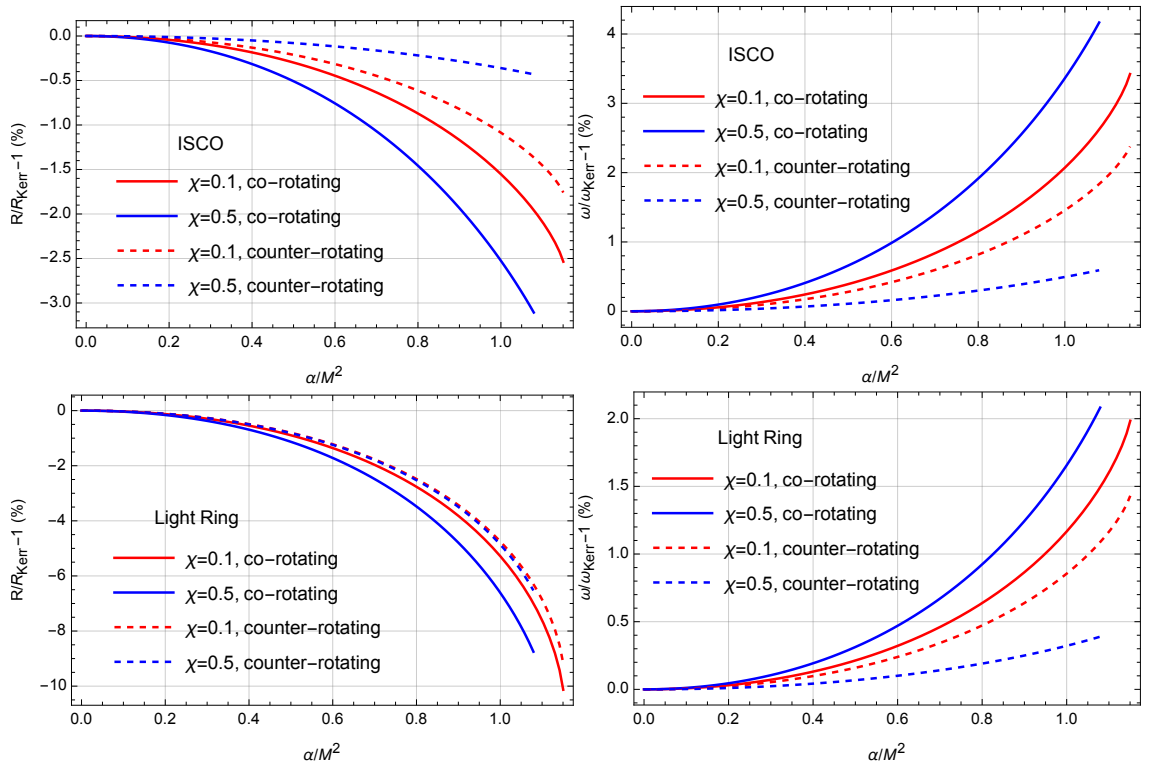 R/R_Kerr−1 (%)
0.0
−0.5
−1.0
−1.5
−2.0
−2.5
−3.0
ISCO
χ=0.1, co−rotating
χ=0.5, co−rotating
χ=0.1, counter−rotating
χ=0.5, counter−rotating
0.0 0.2 0.4 0.6 0.8 1.0
α/M²
ω/ω_Kerr−1 (%)
4
3
2
1
0
ISCO
χ=0.1, co−rotating
χ=0.5, co−rotating
χ=0.1, counter−rotating
χ=0.5, counter−rotating
0.0 0.2 0.4 0.6 0.8 1.0
α/M²
R/R_Kerr−1 (%)
0
−2
−4
−6
−8
−10
Light Ring
χ=0.1, co−rotating
χ=0.5, co−rotating
χ=0.1, counter−rotating
χ=0.5, counter−rotating
0.0 0.2 0.4 0.6 0.8 1.0
α/M²
ω/ω_Kerr−1 (%)
2.0
1.5
1.0
0.5
0.0
Light Ring
χ=0.1, co−rotating
χ=0.5, co−rotating
χ=0.1, counter−rotating
χ=0.5, counter−rotating
0.0 0.2 0.4 0.6 0.8 1.0
α/M²